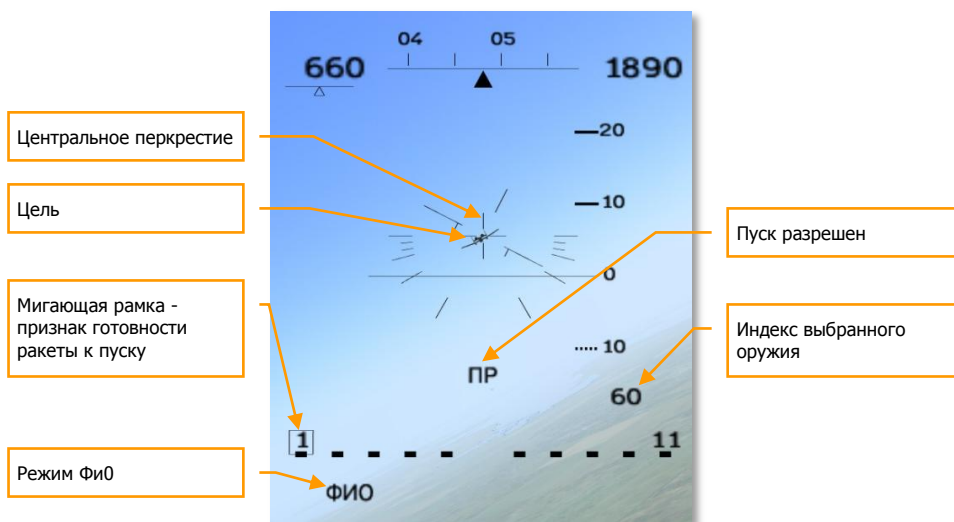 04 05
660 1890
Центральное перкрестие
20
Цель
10
Пуск разрешен
0
Мигающая рамка -
признак готовности
ракеты к пуску
Индекс выбранного
оружия
10
ПР
60
1 11
Режим Фи0
ФИО